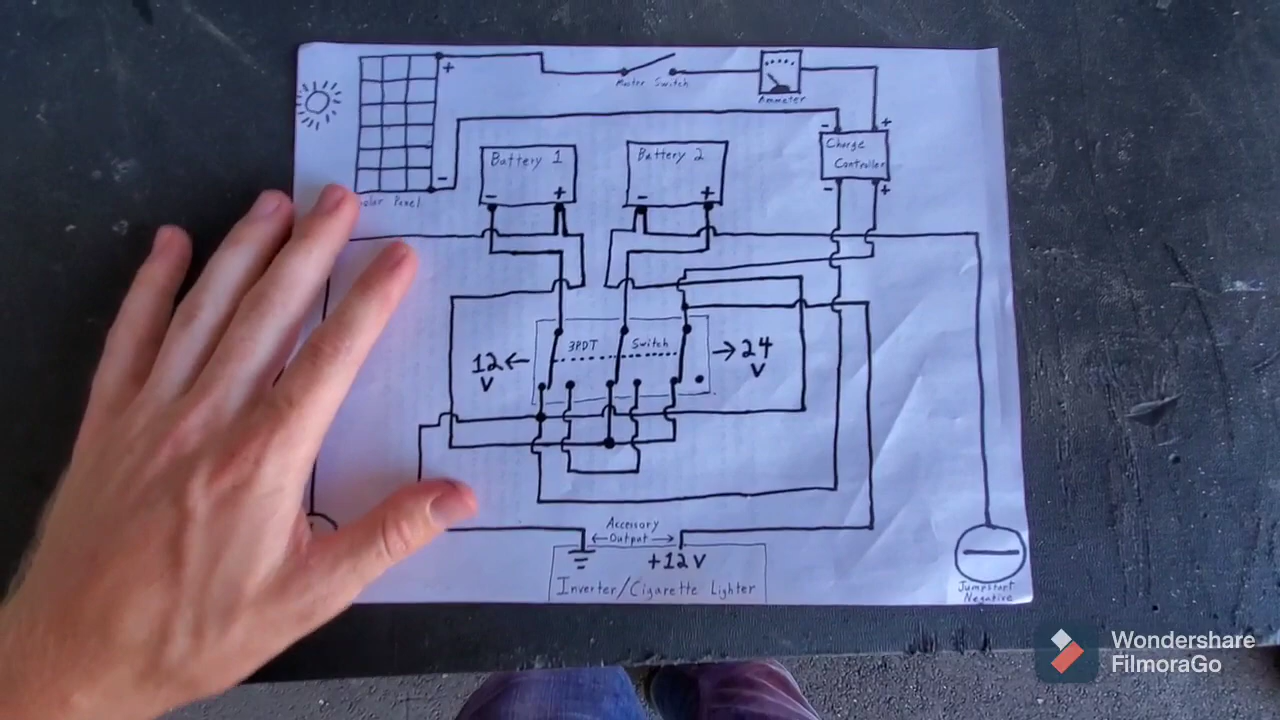 +
Master Switch
Ammeter
-
+
Charge
Controller
-
+
-
Solar Panel
Battery 1
-
+
Battery 2
-
+
12
V
3PDT Switch
24
V
Accessory
Output
+12V
Inverter/Cigarette Lighter
Jumpstart
Negative
Wondershare
FilmoraGo